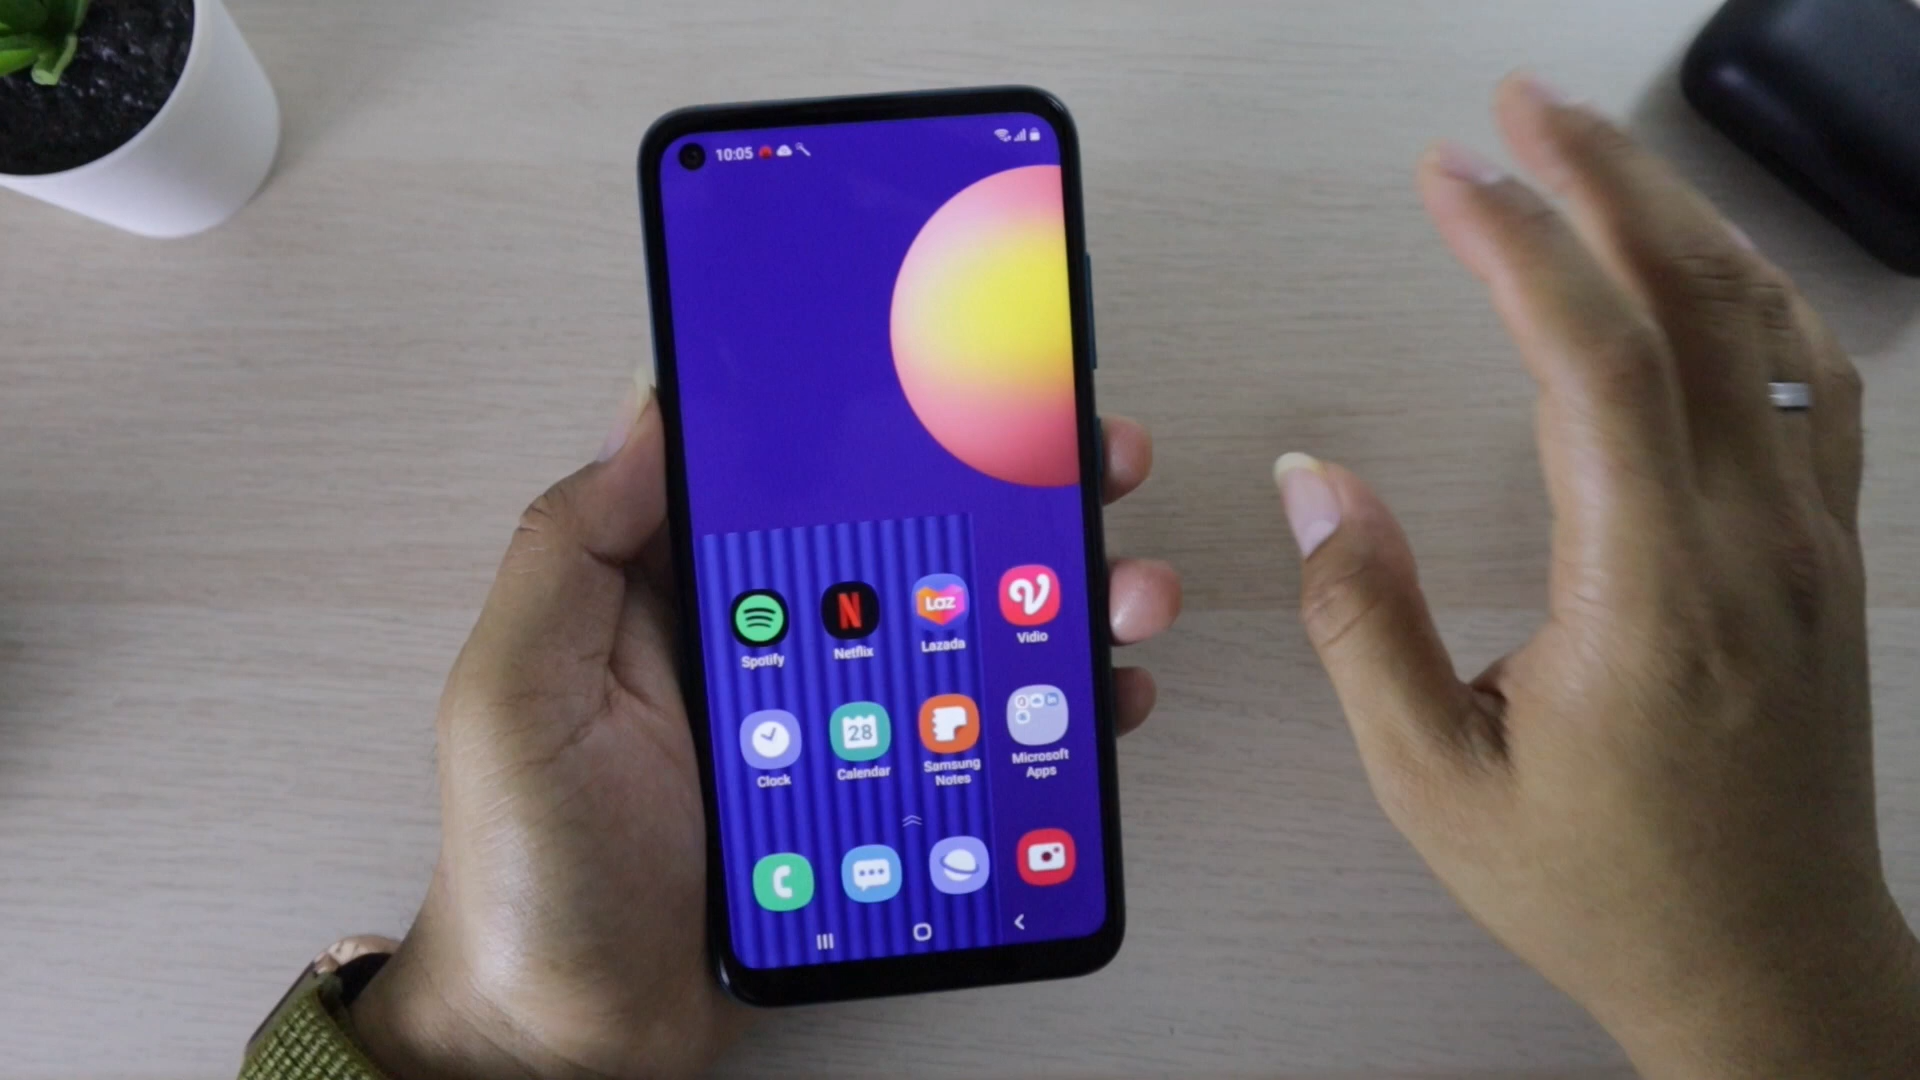 10:05
N
Laz
Spotify
Netflix
Lazada
Vidio
28
Clock
Calendar
Samsung
Notes
Microsoft
Apps